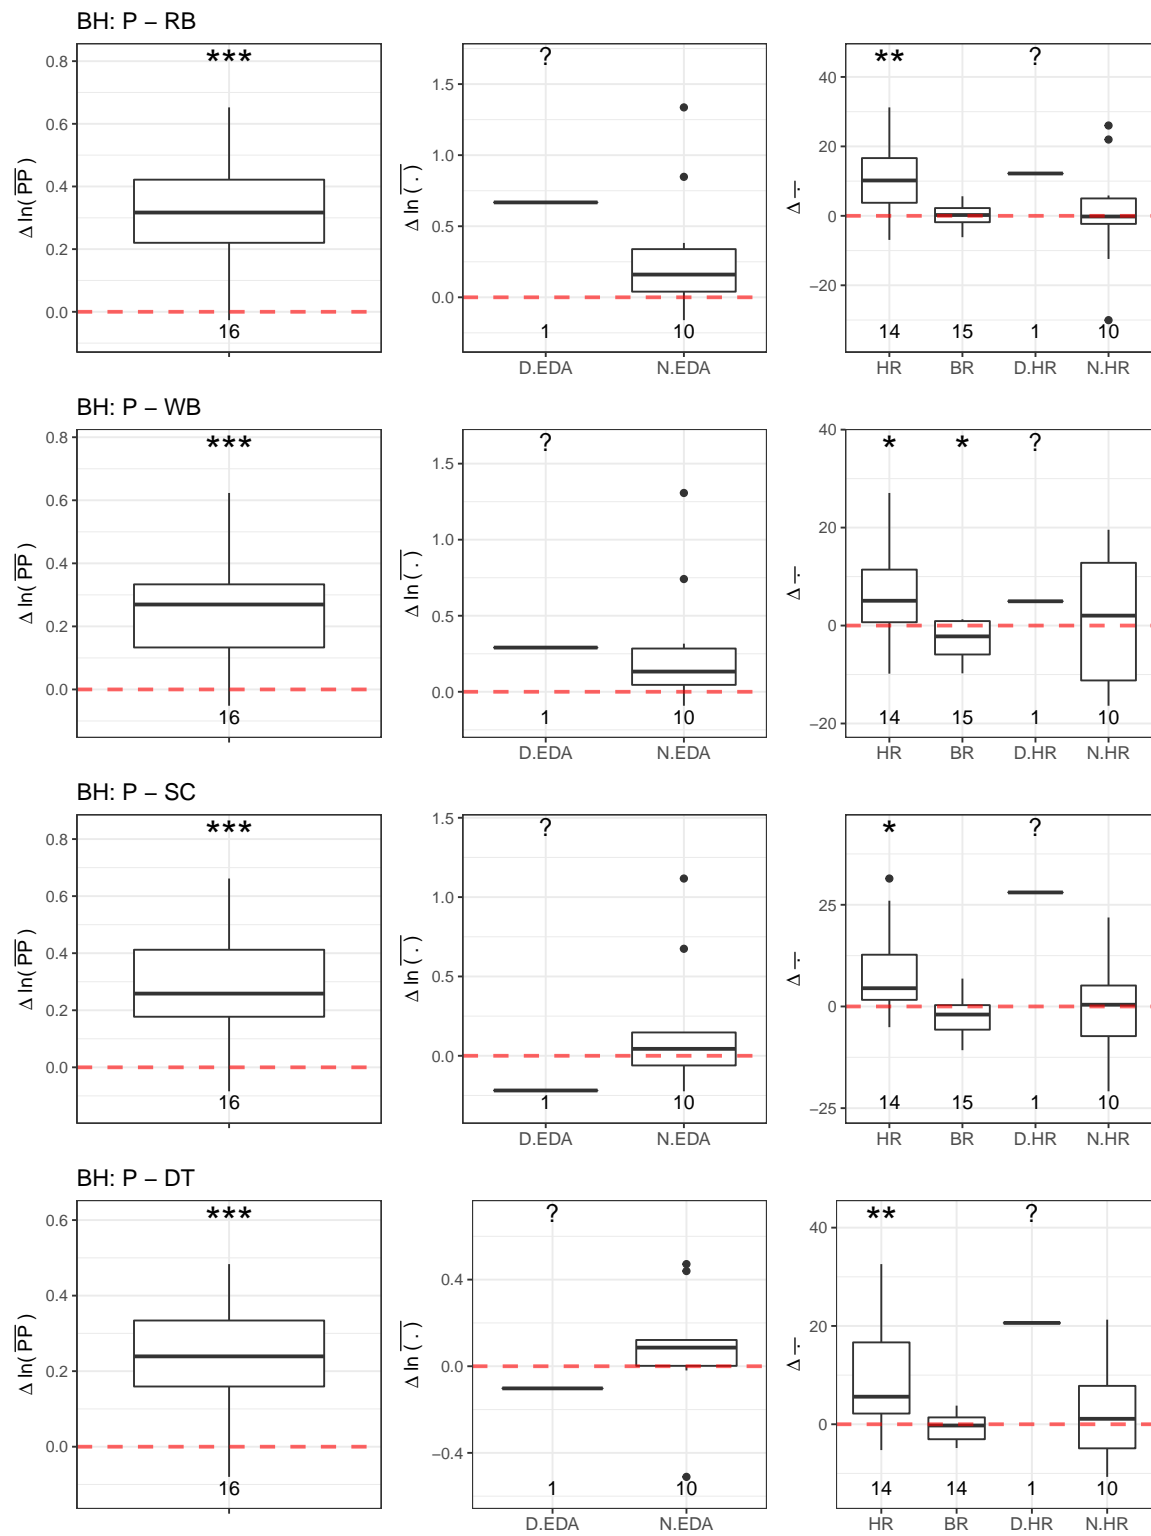 BH: P − RB
0.8
0.6
0.4
0.2
0.0
Δ ln( PP )
***
16
1.5
1.0
0.5
0.0
Δ ln ( . )
?
1 10
D.EDA N.EDA
40
20
0
−20
Δ .
** ?
14 15 1 10
HR BR D.HR N.HR
BH: P − WB
0.8
0.6
0.4
0.2
0.0
Δ ln( PP )
***
16
1.5
1.0
0.5
0.0
Δ ln ( . )
?
1 10
D.EDA N.EDA
40
20
0
−20
Δ .
* * ?
14 15 1 10
HR BR D.HR N.HR
BH: P − SC
0.8
0.6
0.4
0.2
0.0
Δ ln( PP )
***
16
1.5
1.0
0.5
0.0
Δ ln ( . )
?
1 10
D.EDA N.EDA
25
0
−25
Δ .
* ?
14 15 1 10
HR BR D.HR N.HR
BH: P − DT
0.6
0.4
0.2
0.0
Δ ln( PP )
***
16
0.4
0.0
−0.4
Δ ln ( . )
?
1 10
D.EDA N.EDA
40
20
0
Δ .
** ?
14 14 1 10
HR BR D.HR N.HR